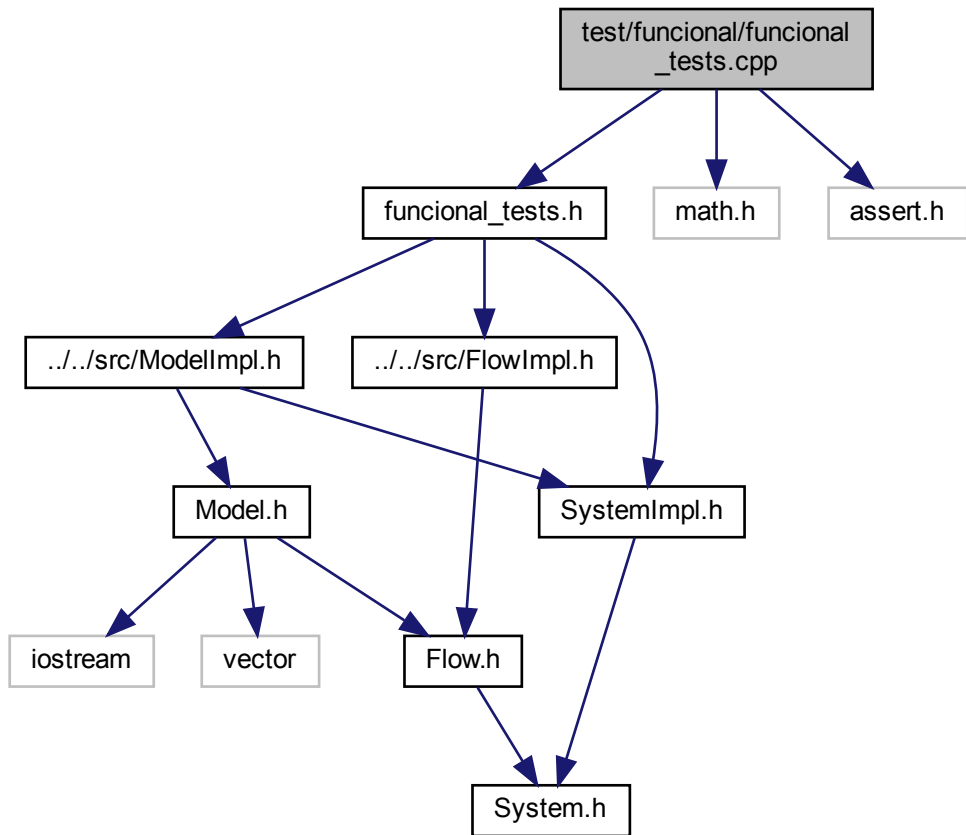 test/funcional/funcional
_tests.cpp
funcional_tests.h
math.h
assert.h
../../src/ModelImpl.h
../../src/FlowImpl.h
Model.h
SystemImpl.h
iostream
vector
Flow.h
System.h